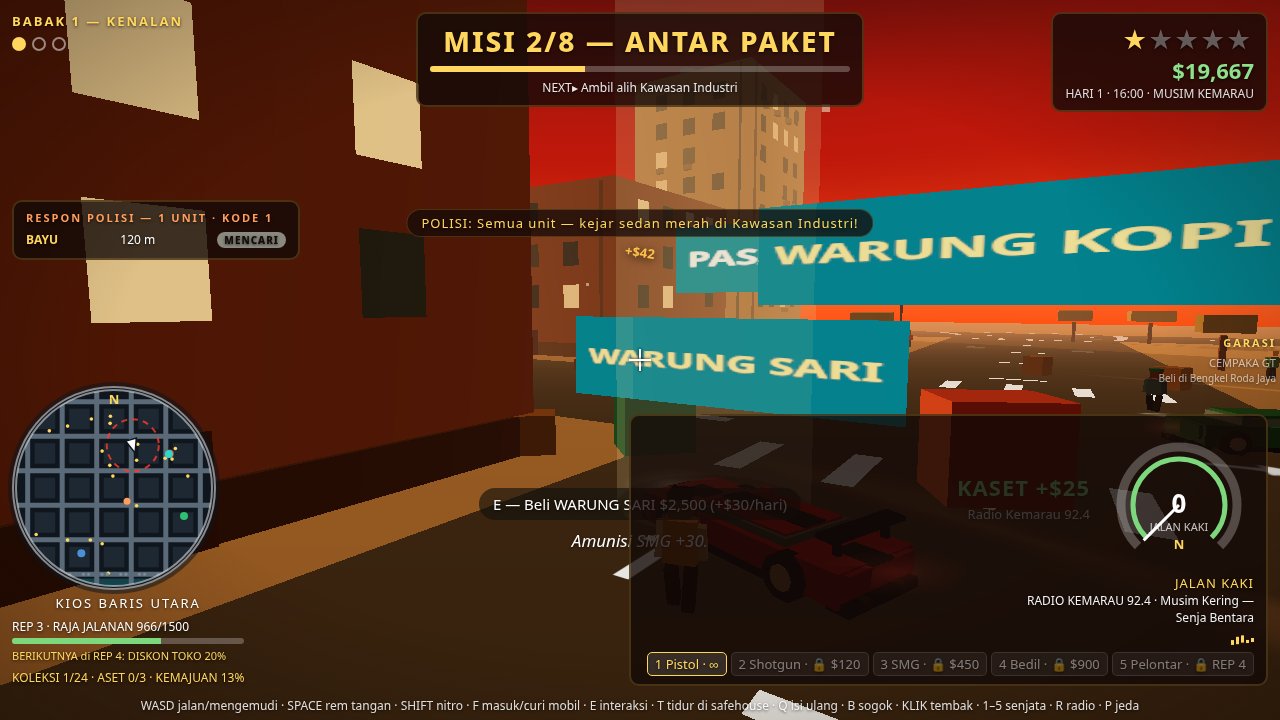 BABAK 1 — KENALAN
MISI 2/8 — ANTAR PAKET
NEXT▸ Ambil alih Kawasan Industri
★★★★★
$19,667
HARI 1 · 16:00 · MUSIM KEMARAU
RESPON POLISI — 1 UNIT · KODE 1
BAYU 120 m MENCARI
POLISI: Semua unit — kejar sedan merah di Kawasan Industri!
+$42
PAS
WARUNG KOPI
WARUNG SARI
GARASI
CEMPAKA GT
Beli di Bengkel Roda Jaya
N
E — Beli WARUNG SARI $2,500 (+$30/hari)
Amunisi SMG +30.
KASET +$25
Radio Kemarau 92.4
0
JALAN KAKI
N
KIOS BARIS UTARA
REP 3 · RAJA JALANAN 966/1500
BERIKUTNYA di REP 4: DISKON TOKO 20%
KOLEKSI 1/24 · ASET 0/3 · KEMAJUAN 13%
JALAN KAKI
RADIO KEMARAU 92.4 · Musim Kering —
Senja Bentara
1 Pistol · ∞ 2 Shotgun · 🔒 $120 3 SMG · 🔒 $450 4 Bedil · 🔒 $900 5 Pelontar · 🔒 REP 4
WASD jalan/mengemudi · SPACE rem tangan · SHIFT nitro · F masuk/curi mobil · E interaksi · T tidur di safehouse · Q isi ulang · B sogok · KLIK tembak · 1–5 senjata · R radio · P jeda